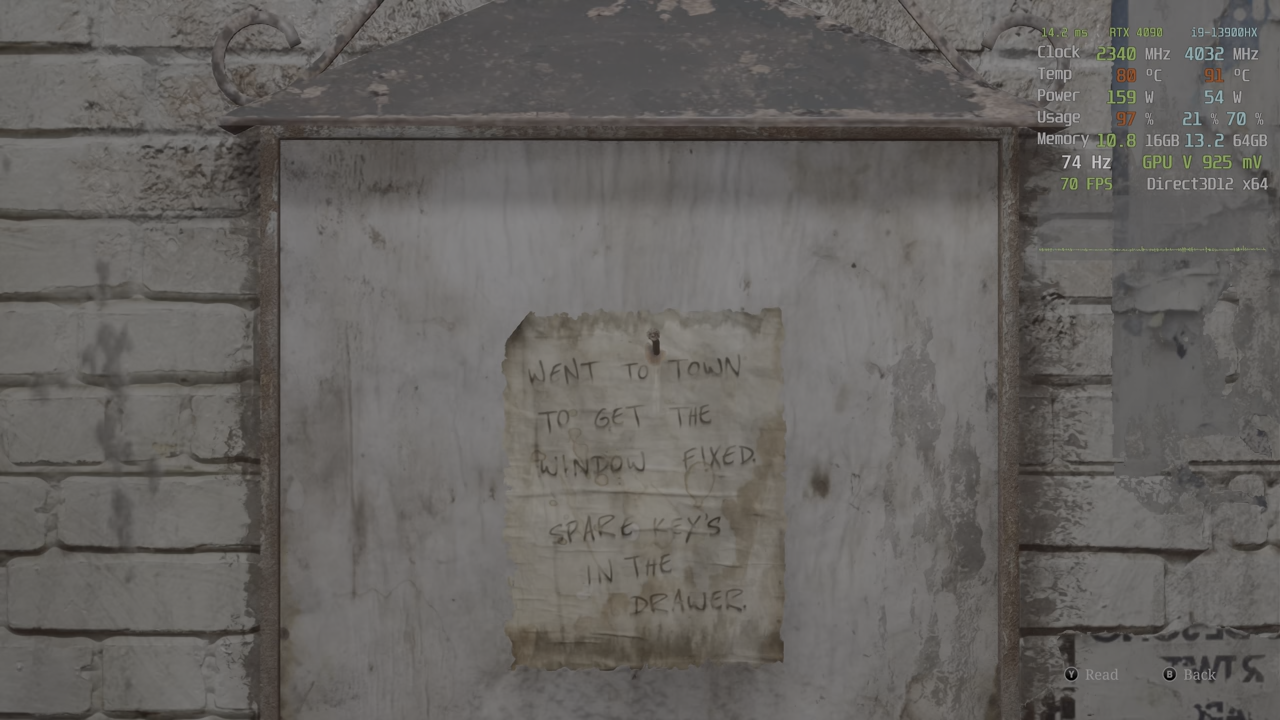 14.2 ms RTX 4090 i9-13900HX
Clock 2340 MHz 4032 MHz
Temp 80 °C 91 °C
Power 159 W 54 W
Usage 97 % 21 % 70 %
Memory 10.8 16GB 13.2 64GB
74 Hz GPU V 925 mV
70 FPS Direct3D12 x64
WENT TO TOWN
TO GET THE
WINDOW FIXED.
SPARE KEY'S
IN THE
DRAWER.
Y Read B Back